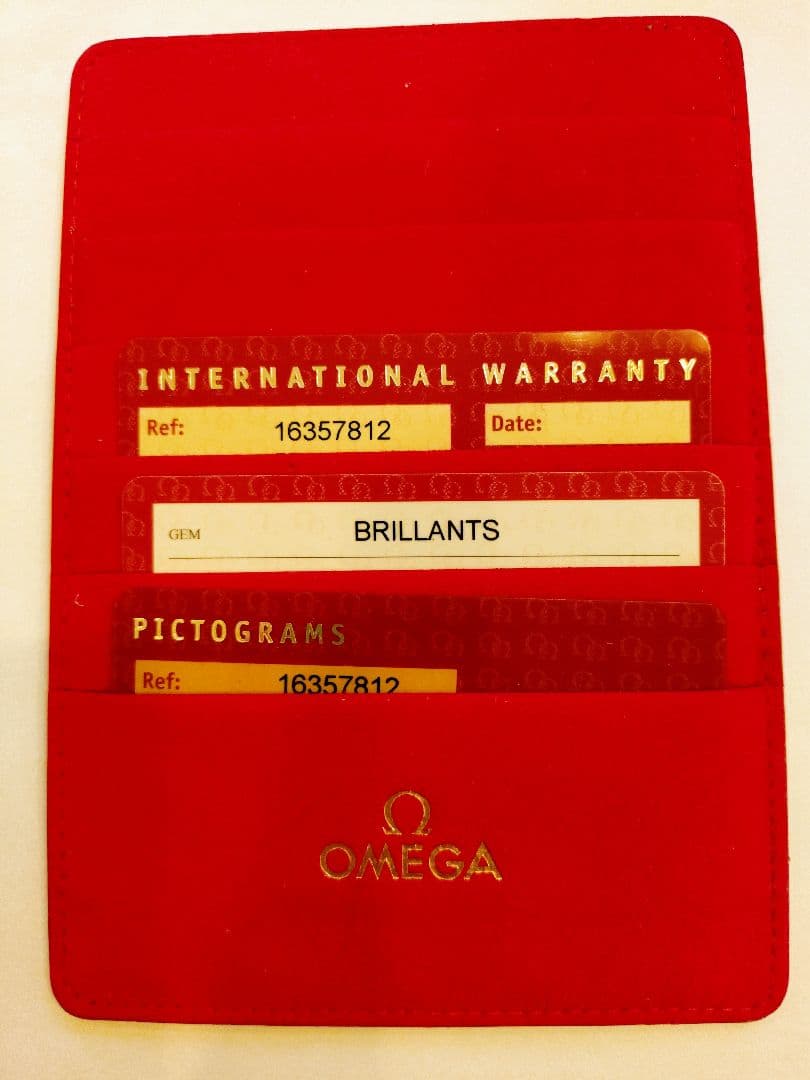 INTERNATIONAL WARRANTY
Ref: 16357812 Date:
GEM BRILLANTS
PICTOGRAMS
Ref: 16357812
Ω
OMEGA